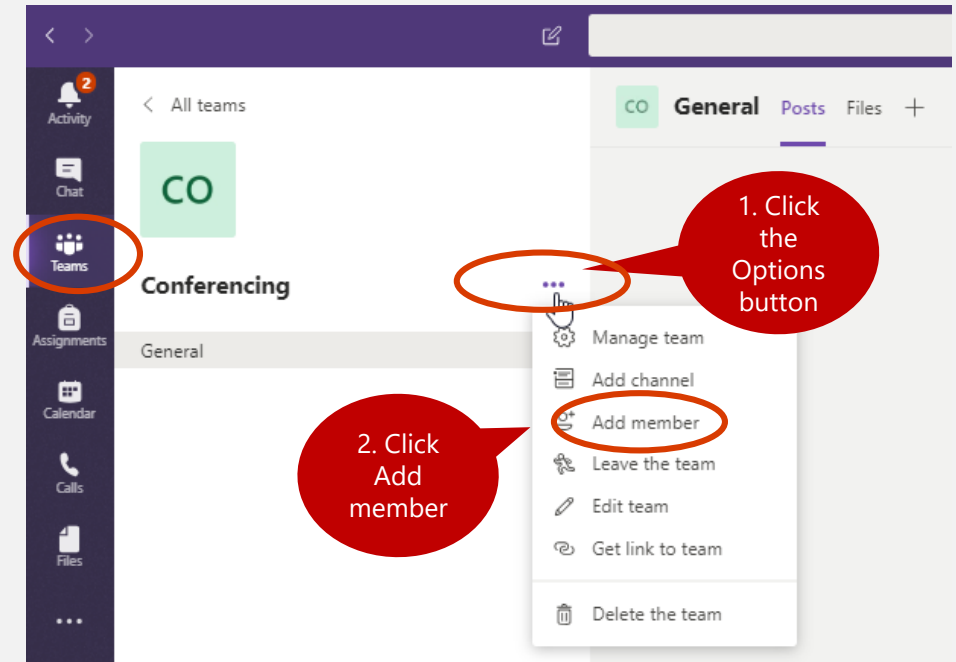 2
Activity
Chat
Teams
Assignments
Calendar
Calls
Files
All teams
CO
Conferencing
General
CO General Posts Files
1. Click
the
Options
button
Manage team
Add channel
Add member
Leave the team
Edit team
Get link to team
Delete the team
2. Click
Add
member